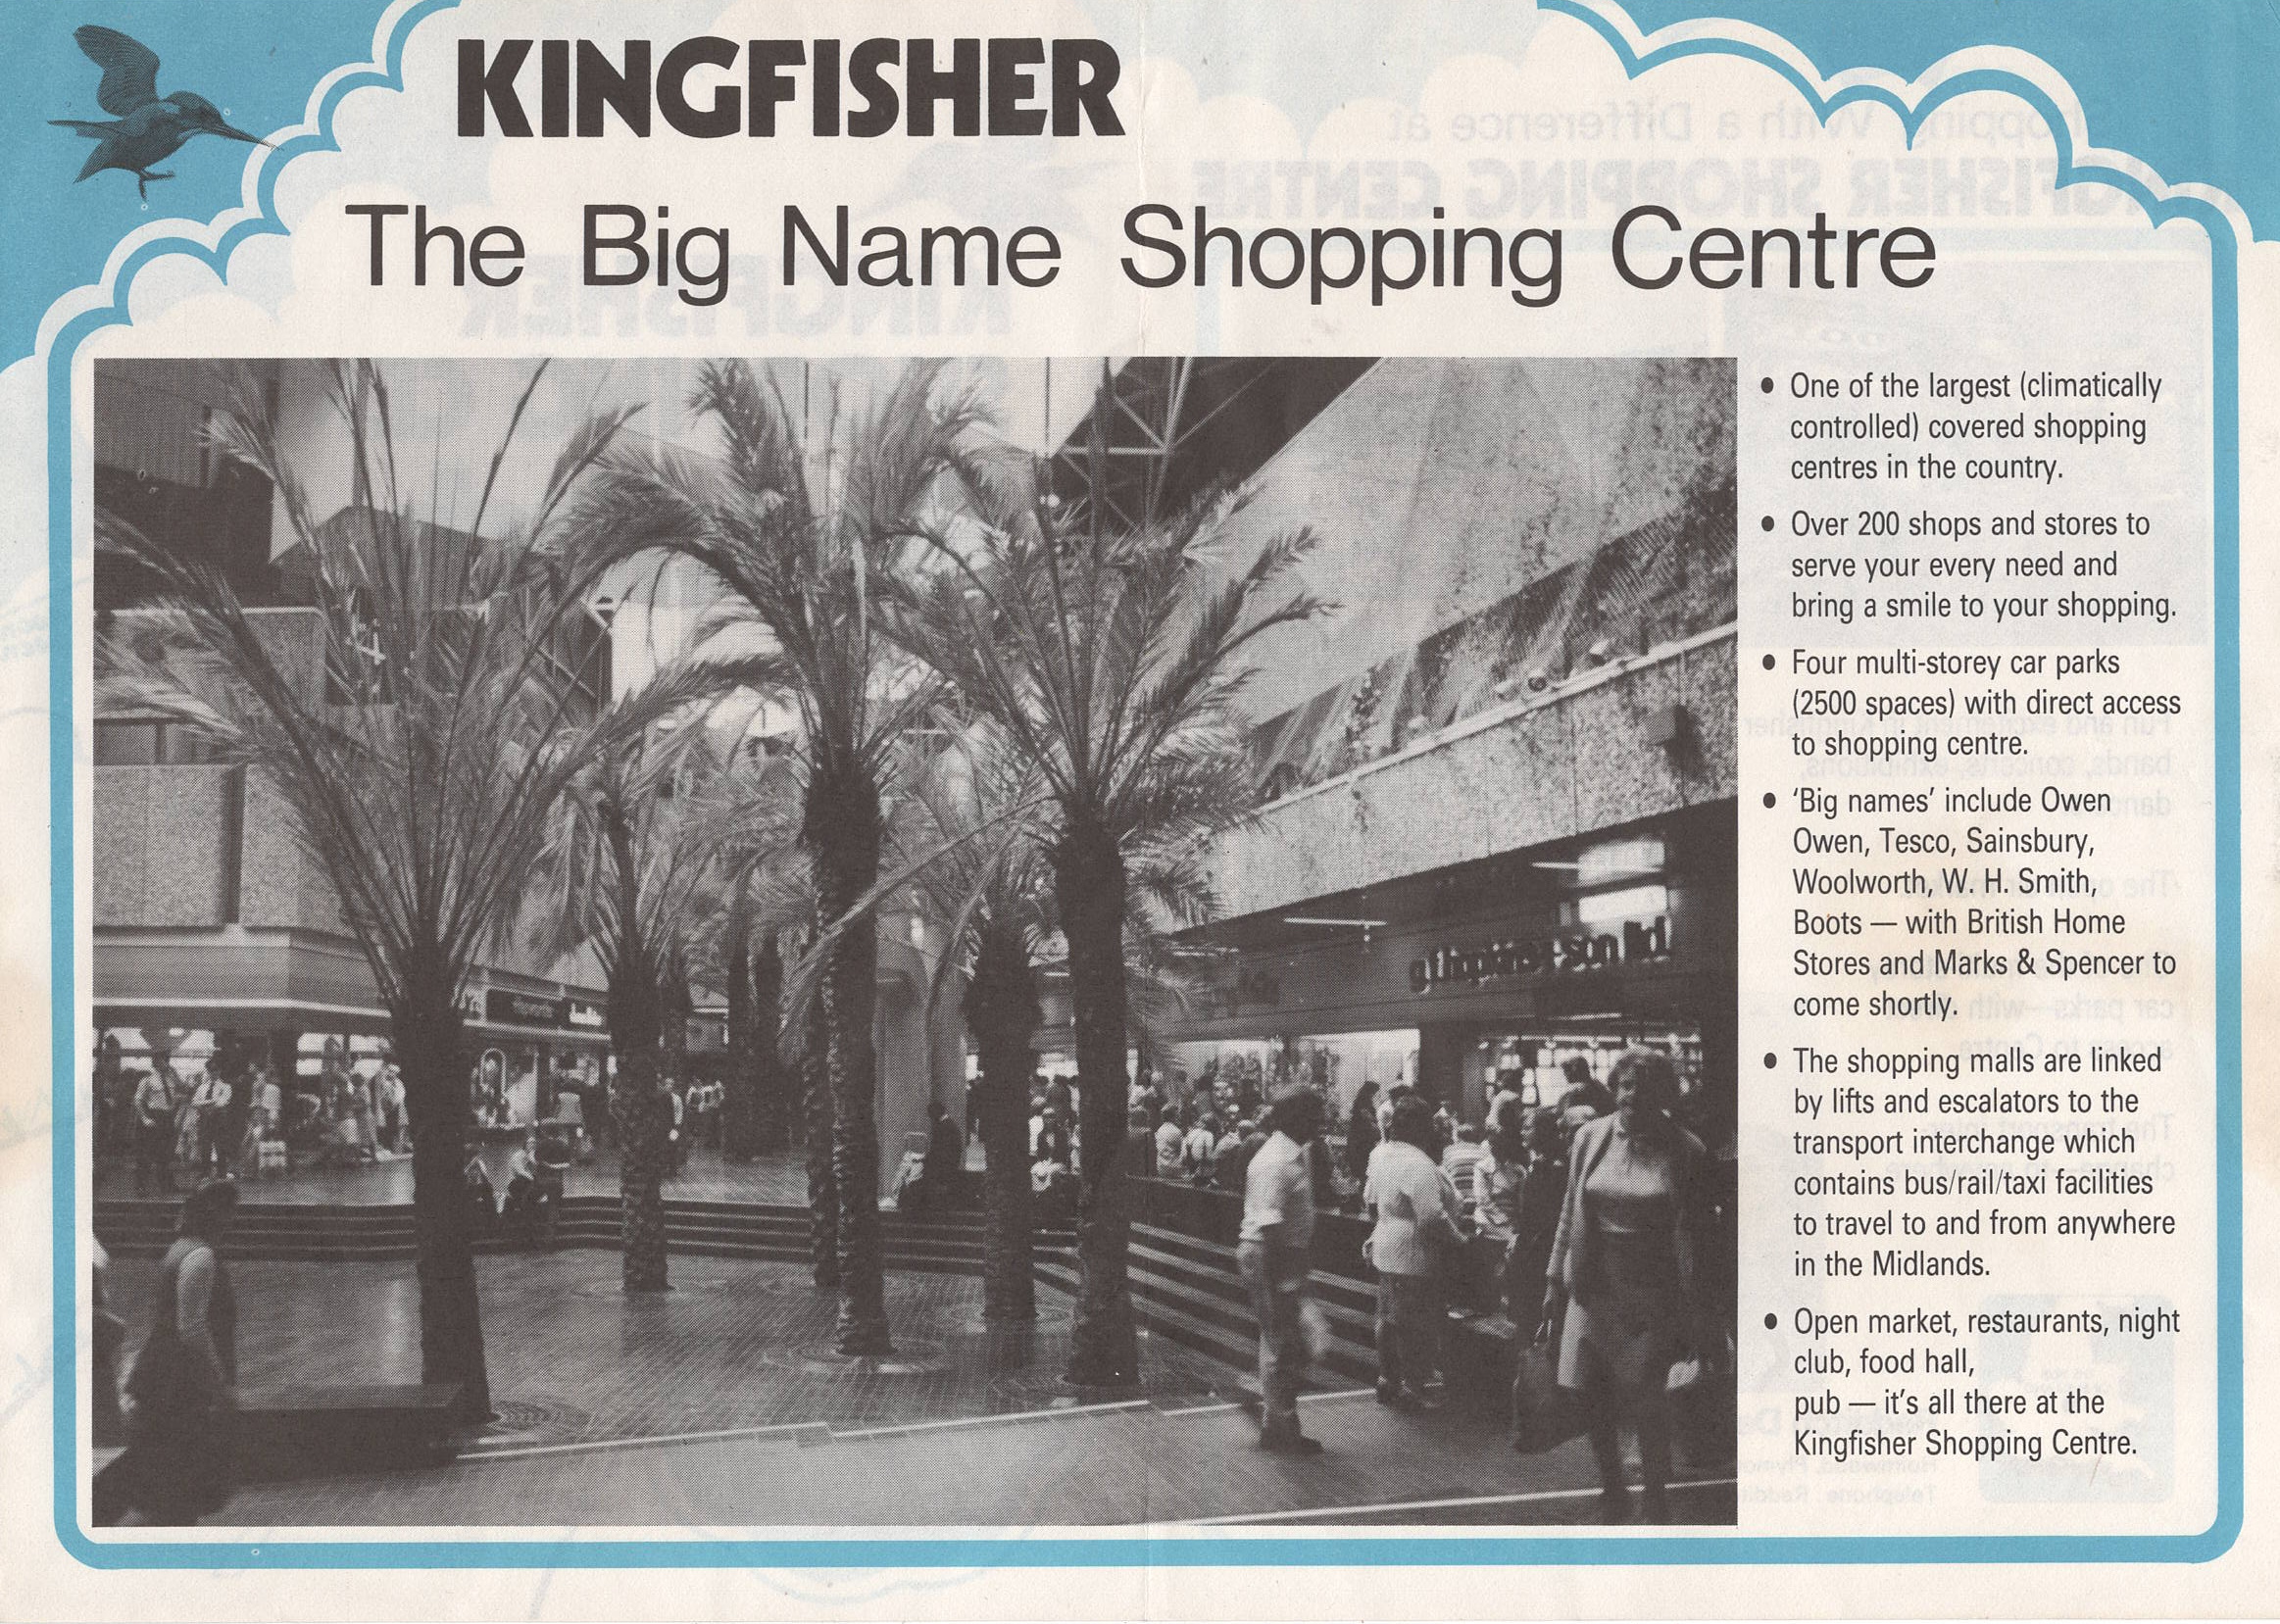 KINGFISHER
The Big Name Shopping Centre
• One of the largest (climatically
controlled) covered shopping
centres in the country.
• Over 200 shops and stores to
serve your every need and
bring a smile to your shopping.
• Four multi-storey car parks
(2500 spaces) with direct access
to shopping centre.
• ‘Big names’ include Owen
Owen, Tesco, Sainsbury,
Woolworth, W. H. Smith,
Boots — with British Home
Stores and Marks & Spencer to
come shortly.
• The shopping malls are linked
by lifts and escalators to the
transport interchange which
contains bus/rail/taxi facilities
to travel to and from anywhere
in the Midlands.
• Open market, restaurants, night
club, food hall,
pub — it’s all there at the
Kingfisher Shopping Centre.